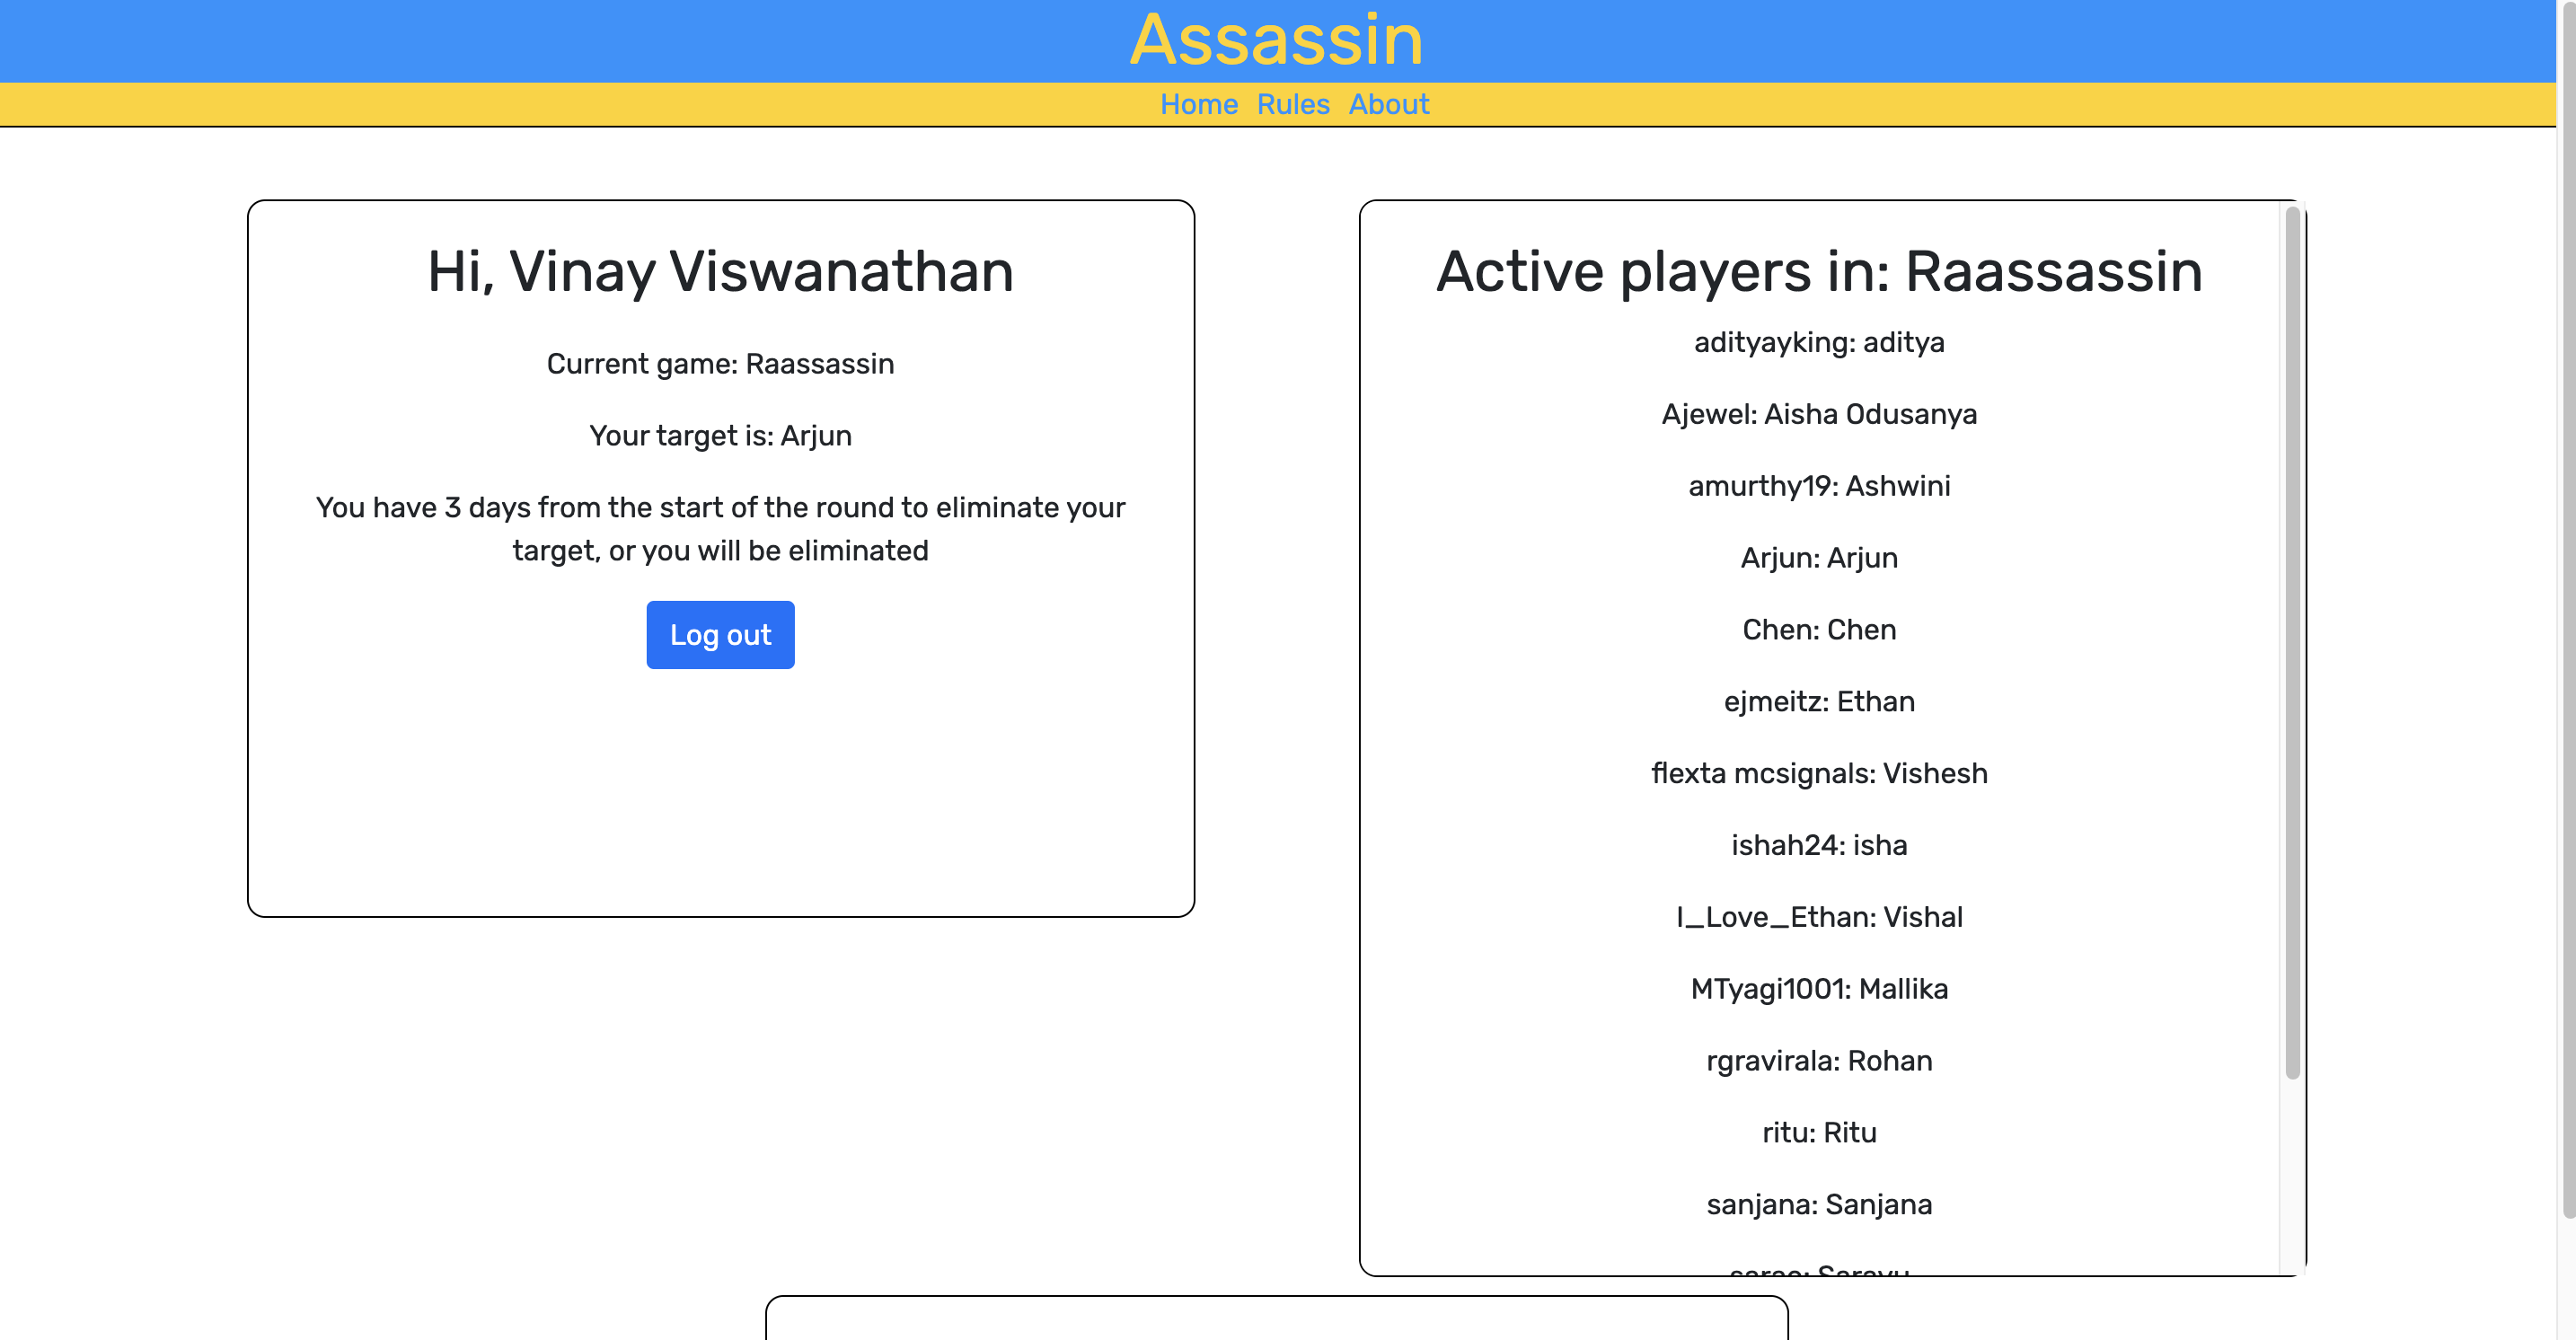 Assassin
Home Rules About
Hi, Vinay Viswanathan
Current game: Raassassin
Your target is: Arjun
You have 3 days from the start of the round to eliminate your
target, or you will be eliminated
Log out
Active players in: Raassassin
adityayking: aditya
Ajewel: Aisha Odusanya
amurthy19: Ashwini
Arjun: Arjun
Chen: Chen
ejmeitz: Ethan
flexta mcsignals: Vishesh
ishah24: isha
I_Love_Ethan: Vishal
MTyagi1001: Mallika
rgravirala: Rohan
ritu: Ritu
sanjana: Sanjana